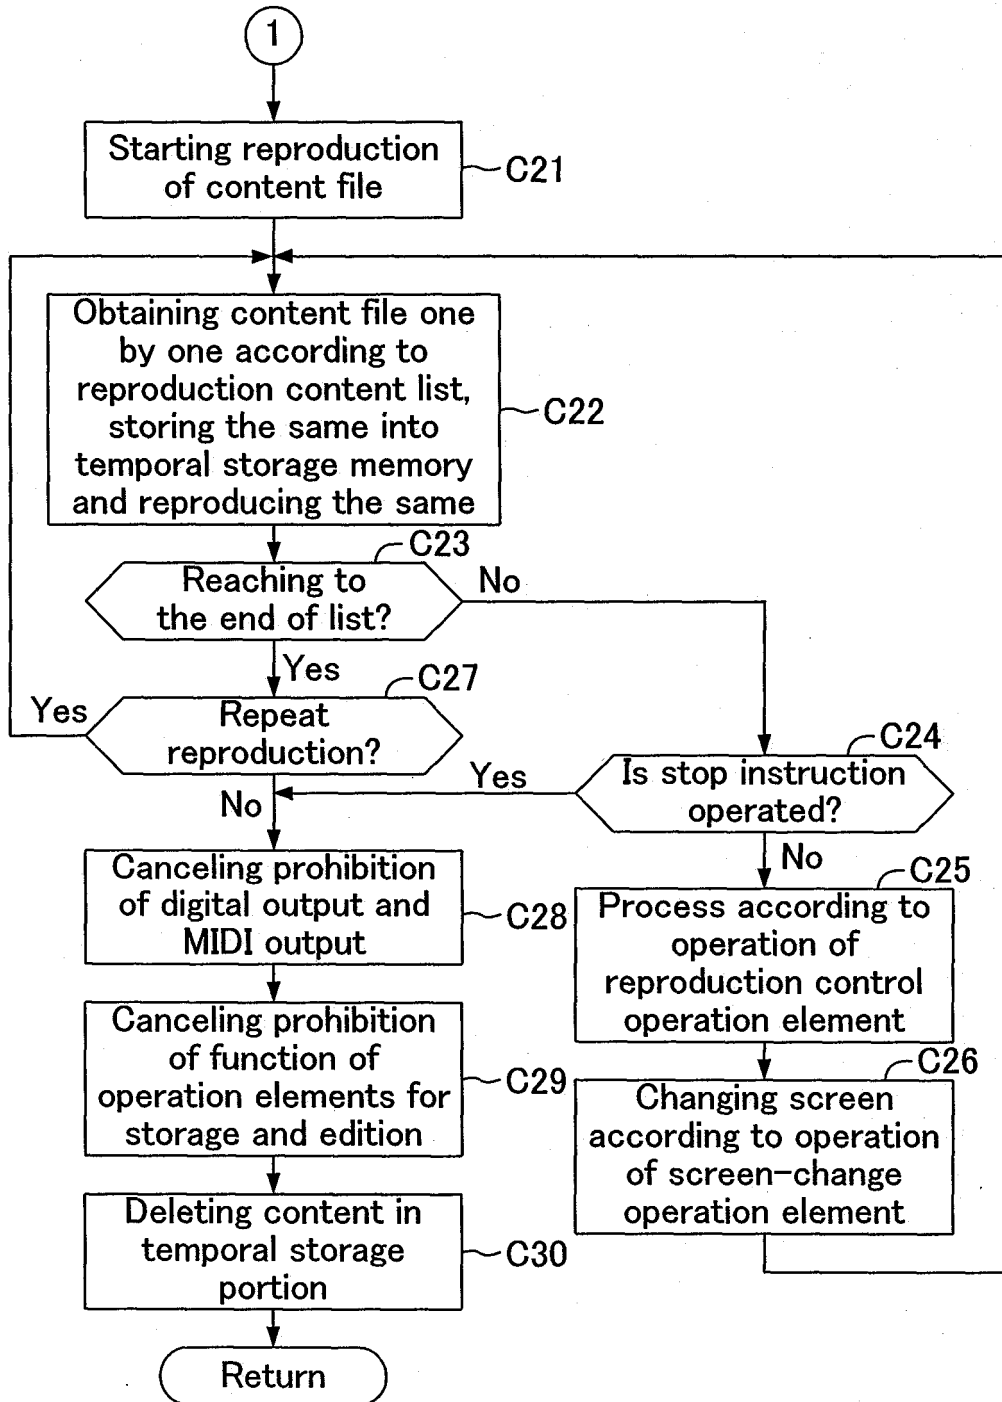 1
Starting reproduction
of content file
C21
Obtaining content file one
by one according to
reproduction content list,
storing the same into
temporal storage memory
and reproducing the same
C22
C23
Reaching to
the end of list?
No
Yes
C27
Yes
Repeat
reproduction?
No
C24
Is stop instruction
operated?
Yes
No
C25
Process according to
operation of
reproduction control
operation element
C26
Changing screen
according to operation
of screen-change
operation element
Canceling prohibition
of digital output and
MIDI output
C28
Canceling prohibition
of function of
operation elements for
storage and edition
C29
Deleting content in
temporal storage
portion
C30
Return